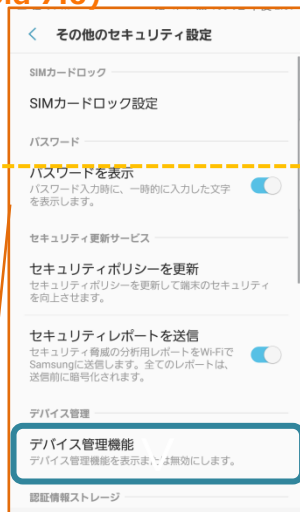 その他のセキュリティ設定
SIMカードロック
SIMカードロック設定
パスワード
パスワードを表示
パスワード入力時に、一時的に入力した文字
を表示します。
セキュリティ更新サービス
セキュリティポリシーを更新
セキュリティポリシーを更新して端末のセキュリティ
を向上させます。
セキュリティレポートを送信
セキュリティ脅威の分析用レポートをWi-Fiで
Samsungに送信します。全てのレポートは、
送信前に暗号化されます。
デバイス管理
デバイス管理機能
デバイス管理機能を表示または無効にします。
認証情報ストレージ